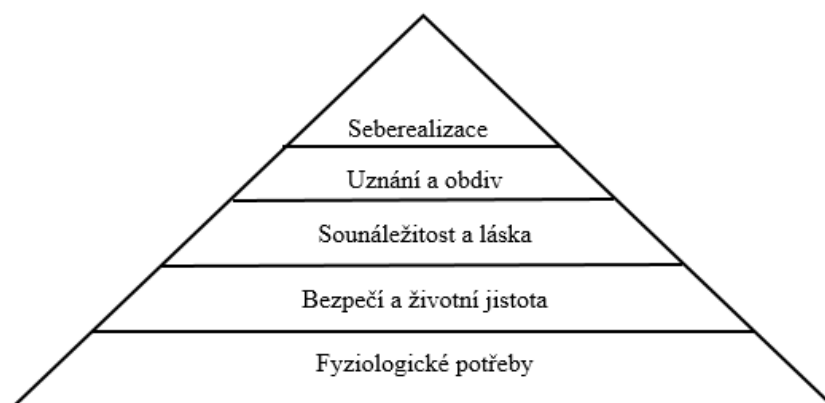 Seberealizace
Uznání a obdiv
Sounáležitost a láska
Bezpečí a životní jistota
Fyziologické potřeby